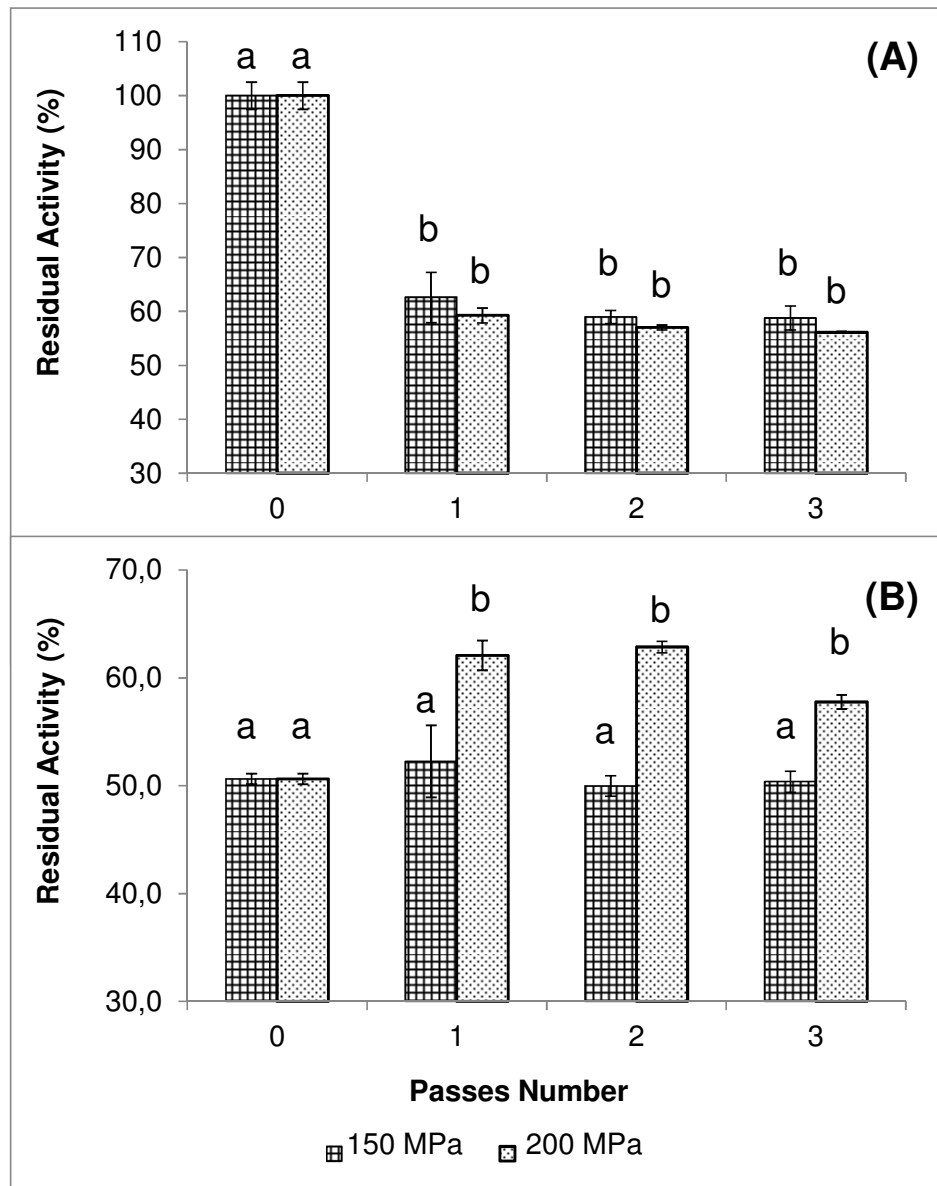 (A)
Residual Activity (%)
110
100
90
80
70
60
50
40
30
a a
b b
b b
b b
0 1 2 3
(B)
Residual Activity (%)
70,0
60,0
50,0
40,0
30,0
a a
a b
a b
a b
0 1 2 3
Passes Number
150 MPa 200 MPa